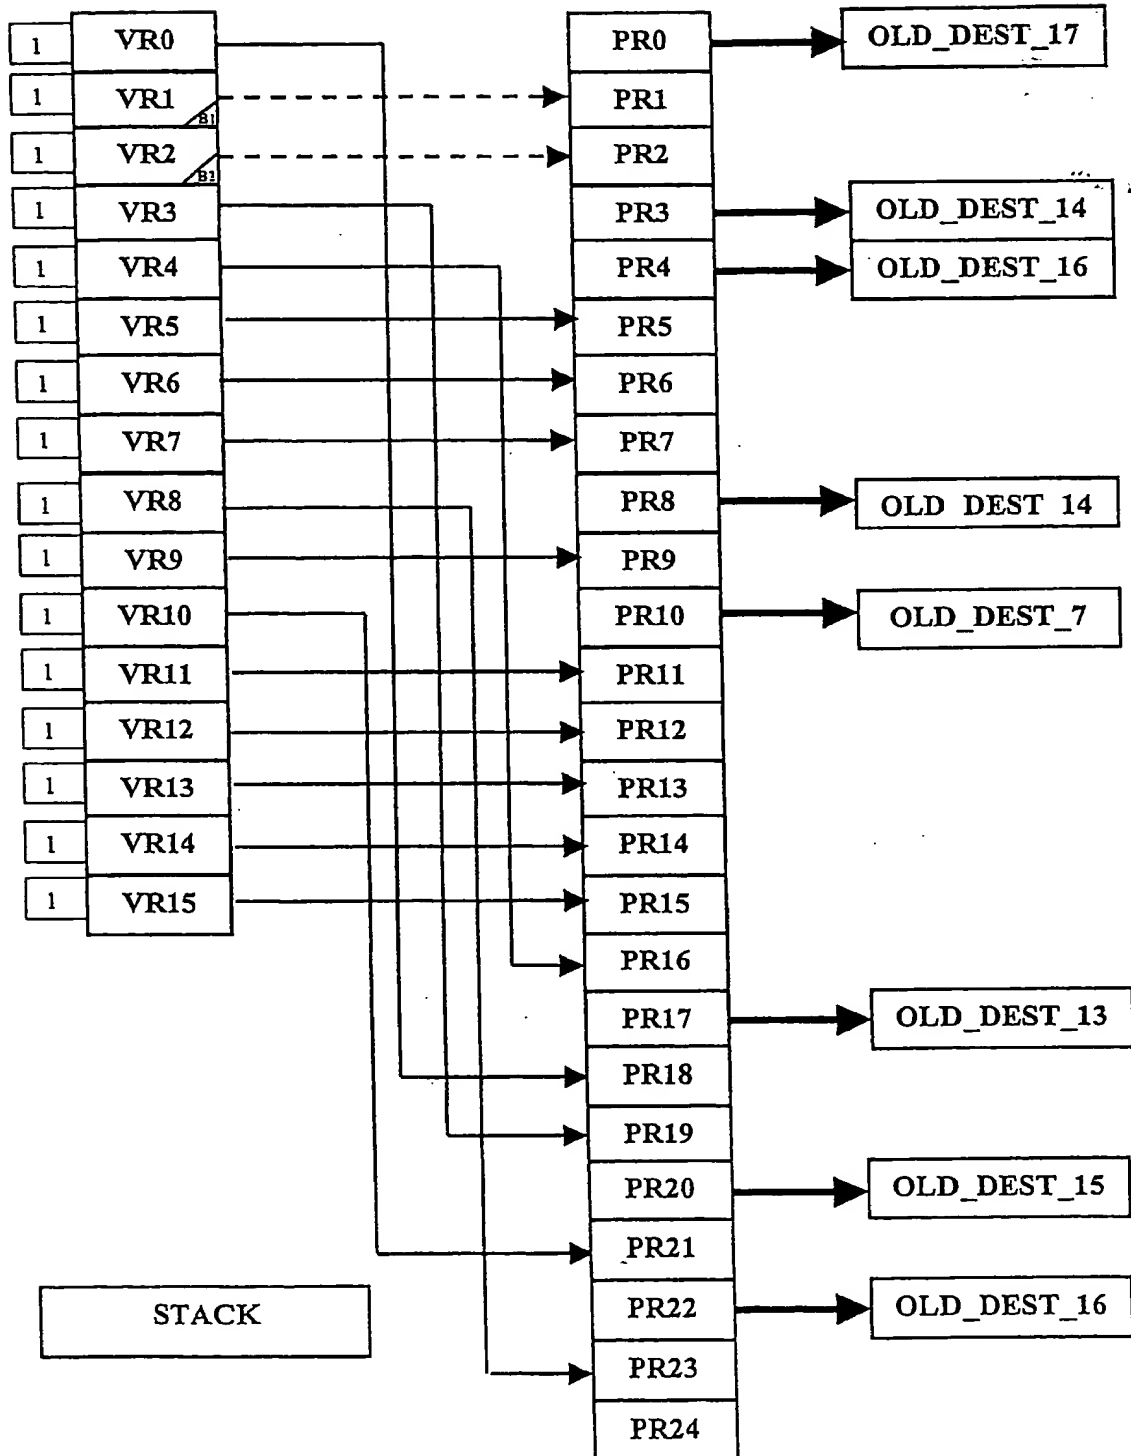 1 VR0 PR0 OLD_DEST_17
1 VR1 B1 PR1
1 VR2 B1 PR2
1 VR3 PR3 OLD_DEST_14
1 VR4 PR4 OLD_DEST_16
1 VR5 PR5
1 VR6 PR6
1 VR7 PR7
1 VR8 PR8 OLD DEST 14
1 VR9 PR9
1 VR10 PR10 OLD_DEST_7
1 VR11 PR11
1 VR12 PR12
1 VR13 PR13
1 VR14 PR14
1 VR15 PR15
PR16
PR17 OLD_DEST_13
PR18
PR19
PR20 OLD_DEST_15
PR21
STACK PR22 OLD_DEST_16
PR23
PR24